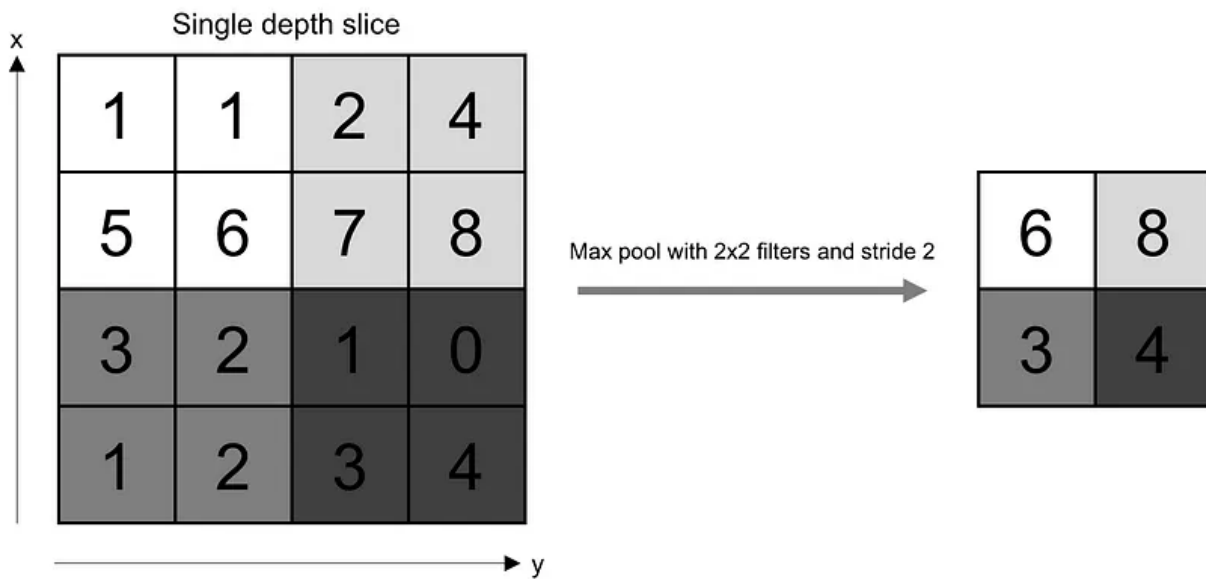 Single depth slice
x
1 1 2 4
5 6 7 8
3 2 1 0
1 2 3 4
y
Max pool with 2x2 filters and stride 2
6 8
3 4